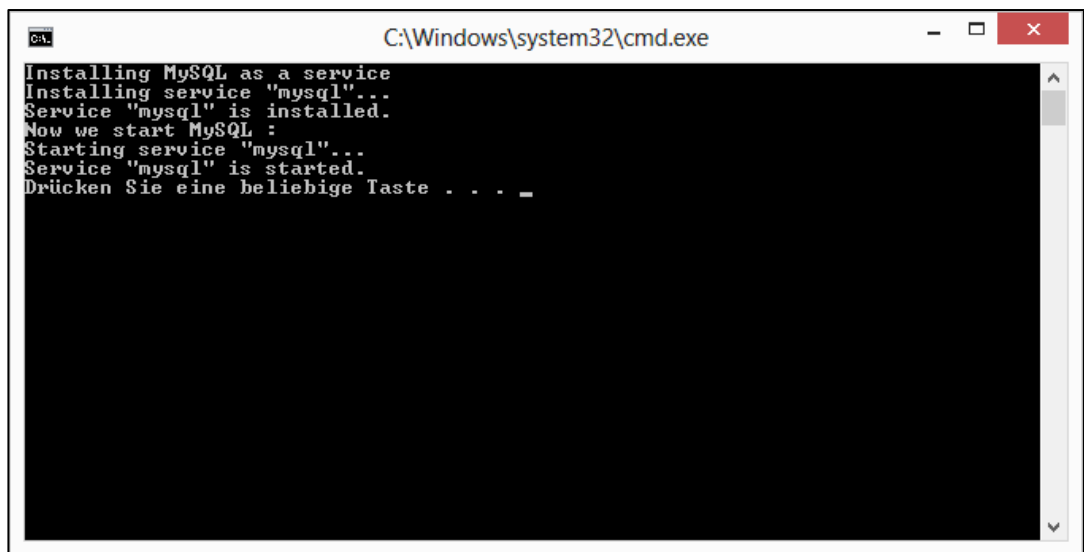 C:\Windows\system32\cmd.exe
Installing MySQL as a service
Installing service "mysql"...
Service "mysql" is installed.
Now we start MySQL :
Starting service "mysql"...
Service "mysql" is started.
Drücken Sie eine beliebige Taste . . . _